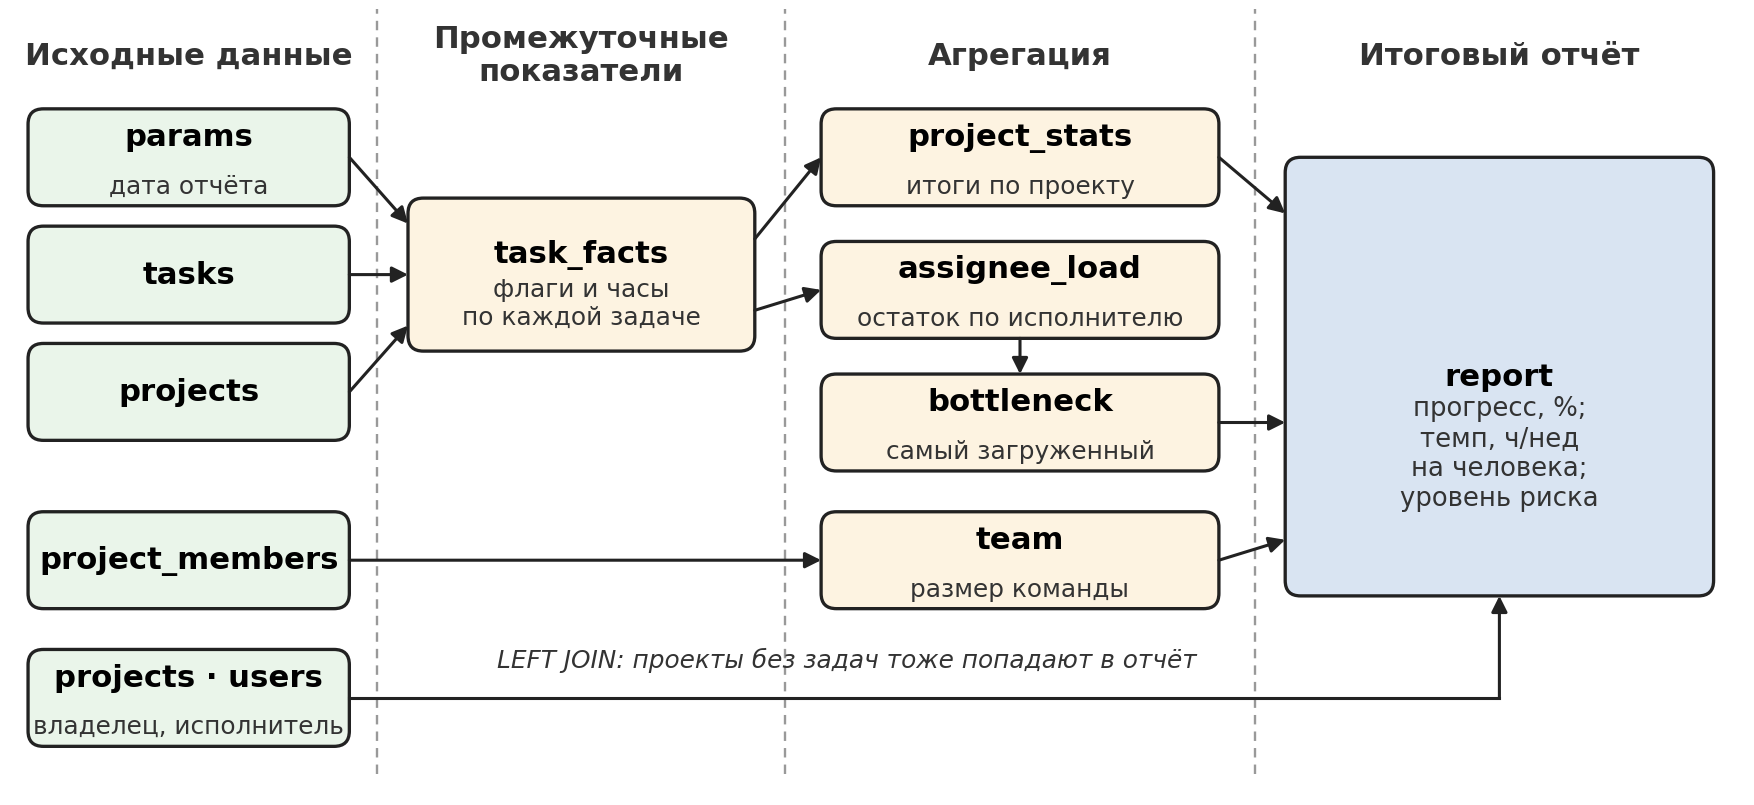 Исходные данные
Промежуточные
показатели
Агрегация
Итоговый отчёт
params
дата отчёта
tasks
projects
project_members
projects · users
владелец, исполнитель
task_facts
флаги и часы
по каждой задаче
project_stats
итоги по проекту
assignee_load
остаток по исполнителю
bottleneck
самый загруженный
team
размер команды
LEFT JOIN: проекты без задач тоже попадают в отчёт
report
прогресс, %;
темп, ч/нед
на человека;
уровень риска